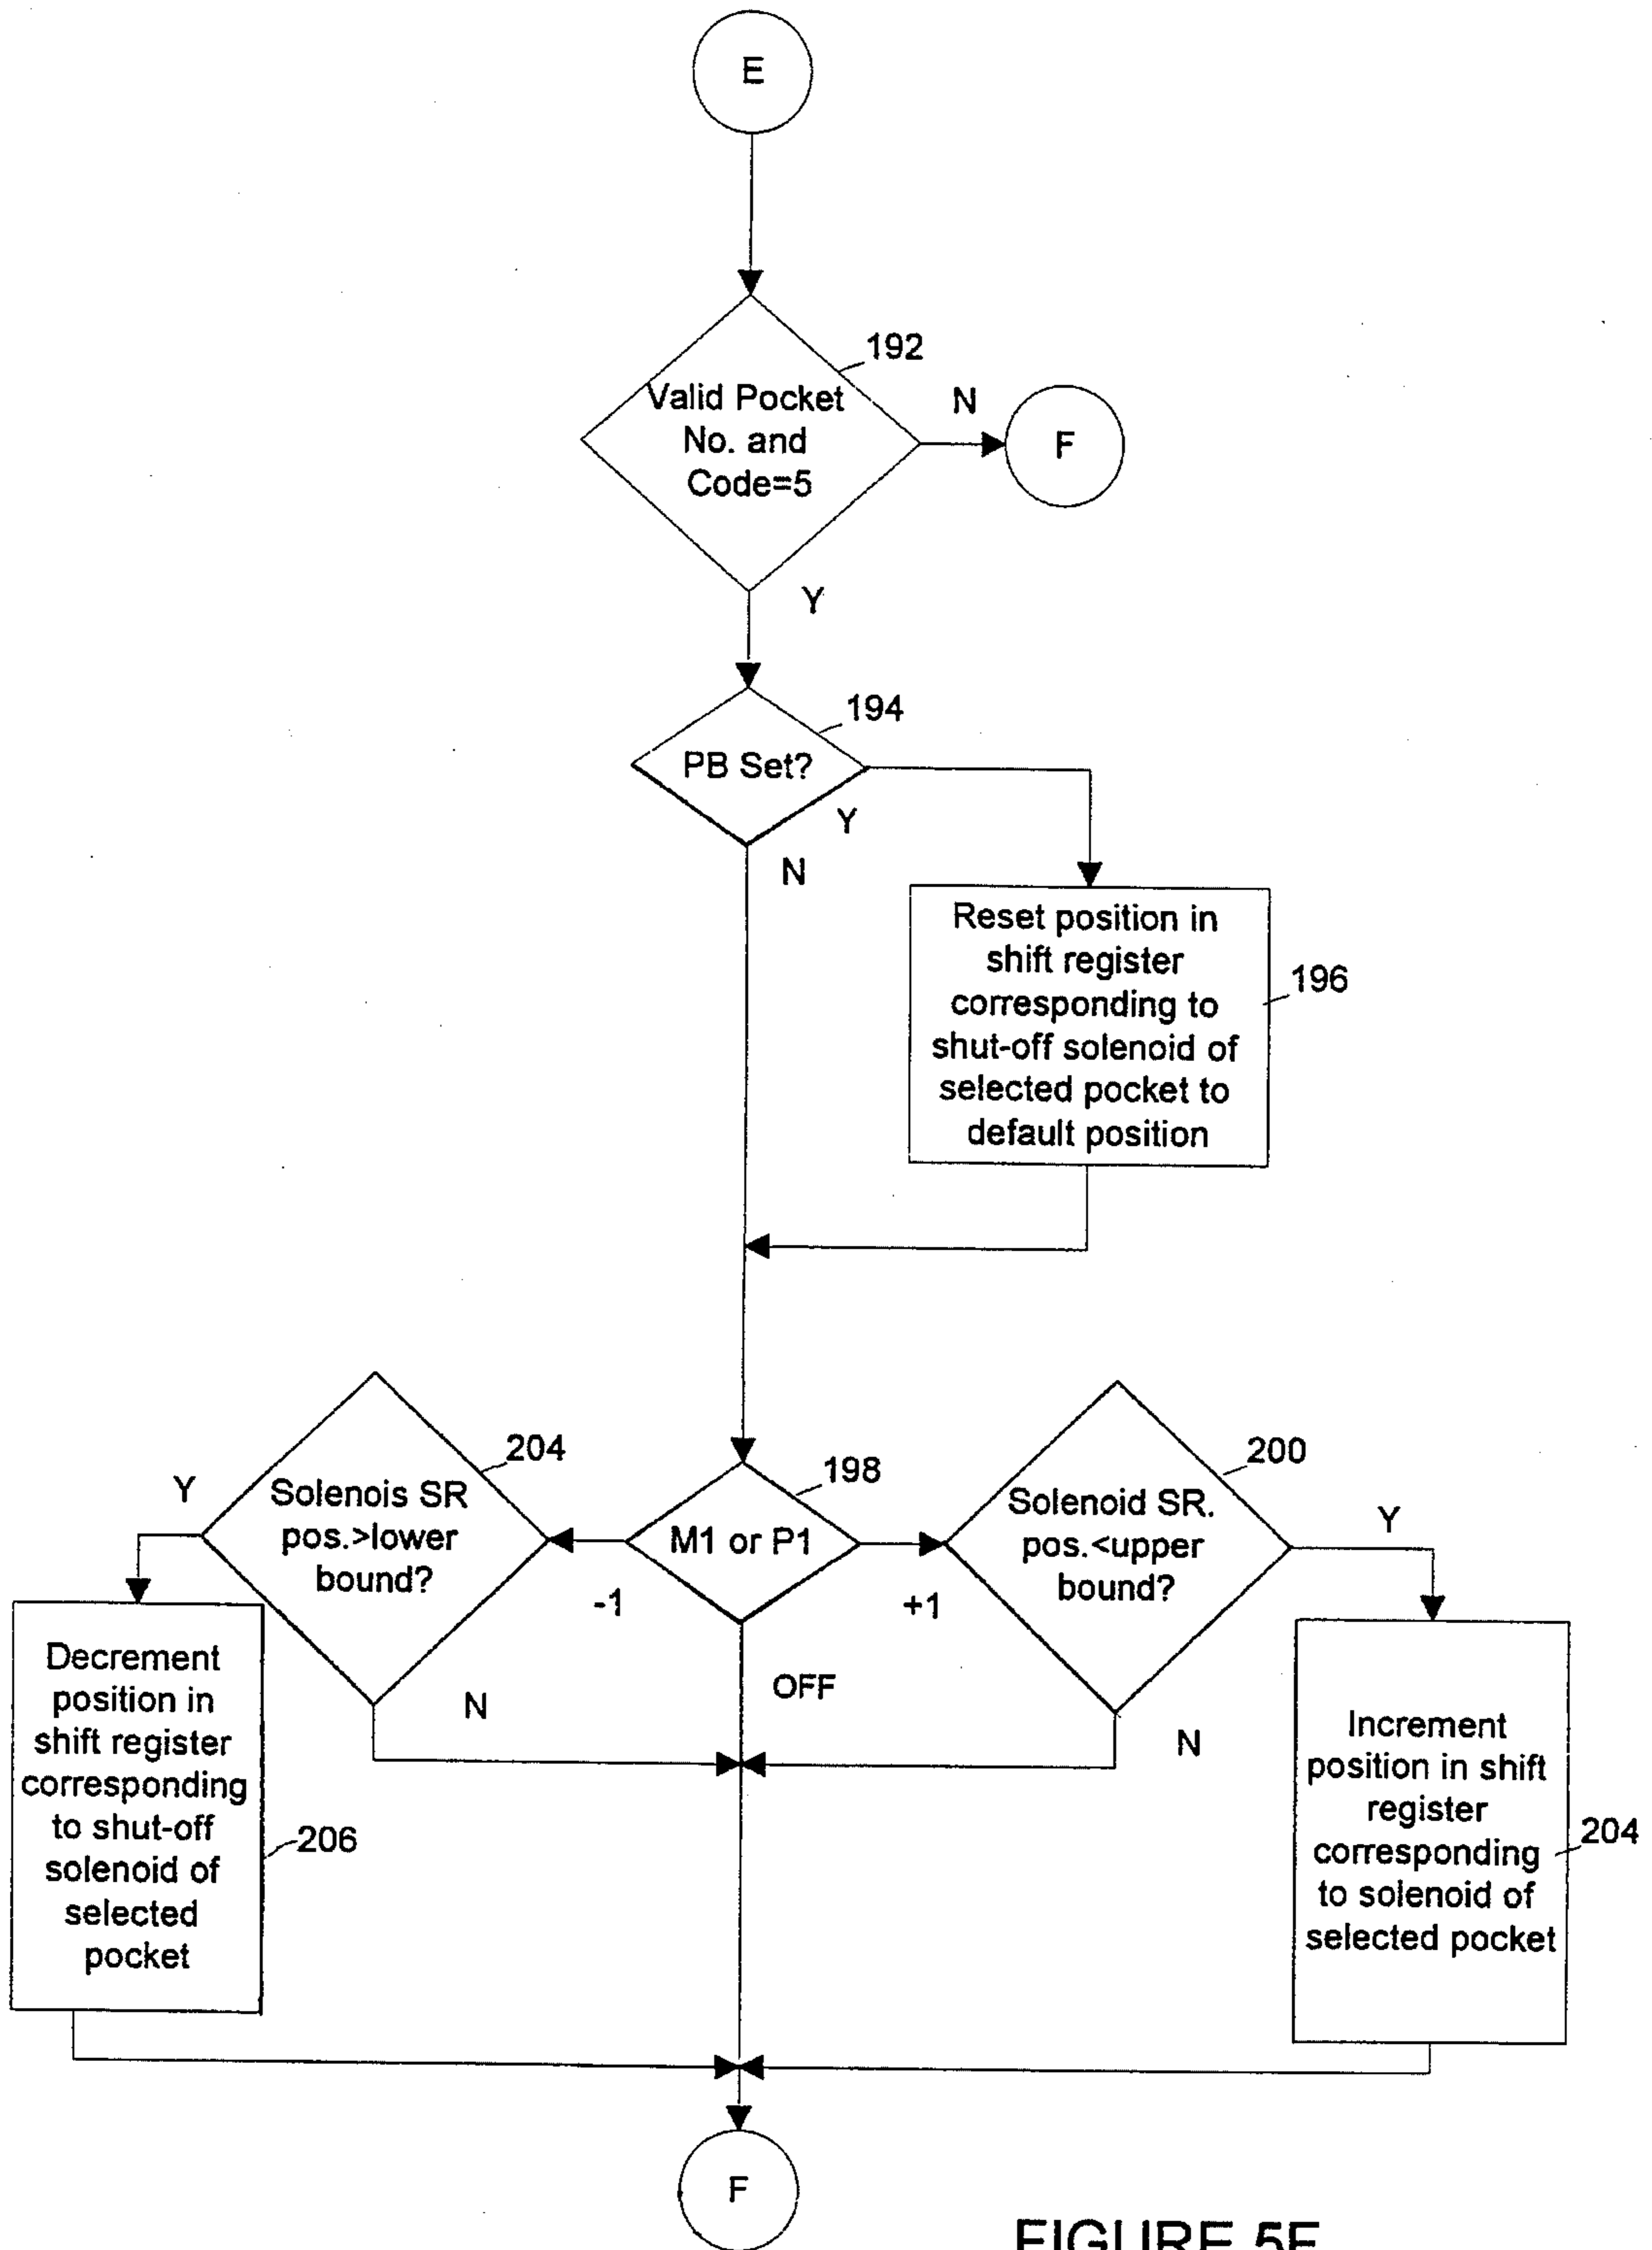 E
192
Valid Pocket
No. and
Code=5
N
F
Y
194
PB Set?
Y
N
Reset position in
shift register
corresponding to
shut-off solenoid of
selected pocket to
default position
196
204
Y
Solenois SR
pos.>lower
bound?
198
M1 or P1
-1
+1
OFF
200
Solenoid SR.
pos.<upper
bound?
Y
N
N
Decrement
position in
shift register
corresponding
to shut-off
solenoid of
selected
pocket
206
Increment
position in shift
register
corresponding
to solenoid of
selected pocket
204
F